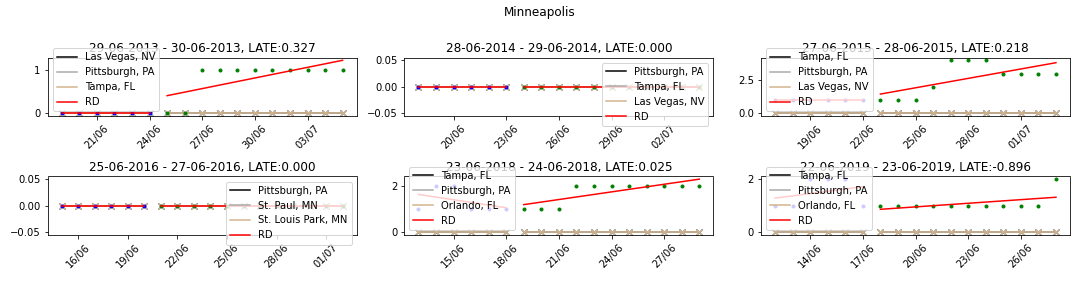 Minneapolis
29-06-2013 - 30-06-2013, LATE:0.327
1
0
Las Vegas, NV
Pittsburgh, PA
Tampa, FL
RD
21/06
24/06
27/06
30/06
03/07
28-06-2014 - 29-06-2014, LATE:0.000
0.05
0.00
−0.05
Pittsburgh, PA
Tampa, FL
Las Vegas, NV
RD
20/06
23/06
26/06
29/06
02/07
27-06-2015 - 28-06-2015, LATE:0.218
2.5
0.0
Tampa, FL
Pittsburgh, PA
Las Vegas, NV
RD
19/06
22/06
25/06
28/06
01/07
25-06-2016 - 27-06-2016, LATE:0.000
0.05
0.00
−0.05
Pittsburgh, PA
St. Paul, MN
St. Louis Park, MN
RD
16/06
19/06
22/06
25/06
28/06
01/07
23-06-2018 - 24-06-2018, LATE:0.025
2
0
Tampa, FL
Pittsburgh, PA
Orlando, FL
RD
15/06
18/06
21/06
24/06
27/06
22-06-2019 - 23-06-2019, LATE:-0.896
2
1
0
Tampa, FL
Pittsburgh, PA
Orlando, FL
RD
14/06
17/06
20/06
23/06
26/06